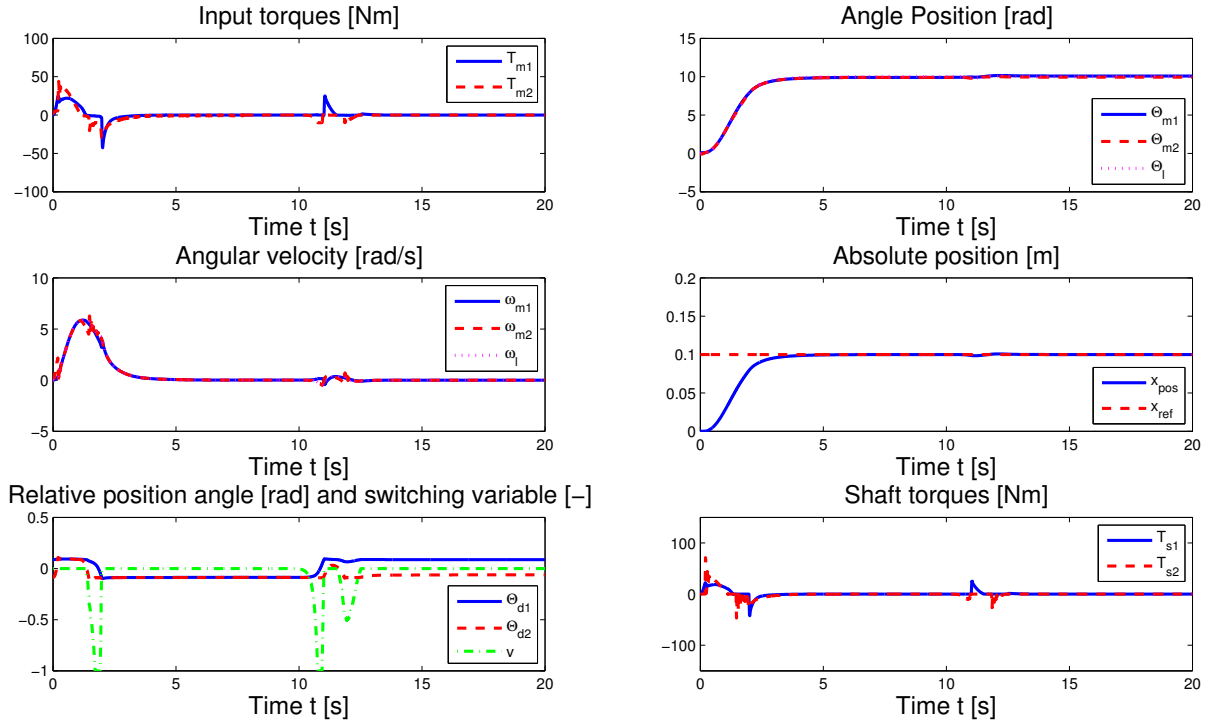 Input torques [Nm]
100
50
0
−50
−100
T_m1
T_m2
0 5 10 15 20
Time t [s]
Angle Position [rad]
15
10
5
0
−5
Θ_m1
Θ_m2
Θ_l
0 5 10 15 20
Time t [s]
Angular velocity [rad/s]
10
5
0
−5
ω_m1
ω_m2
ω_l
0 5 10 15 20
Time t [s]
Absolute position [m]
0.2
0.15
0.1
0.05
0
x_pos
x_ref
0 5 10 15 20
Time t [s]
Relative position angle [rad] and switching variable [−]
0.5
0
−0.5
−1
Θ_d1
Θ_d2
v
0 5 10 15 20
Time t [s]
Shaft torques [Nm]
100
0
−100
T_s1
T_s2
0 5 10 15 20
Time t [s]